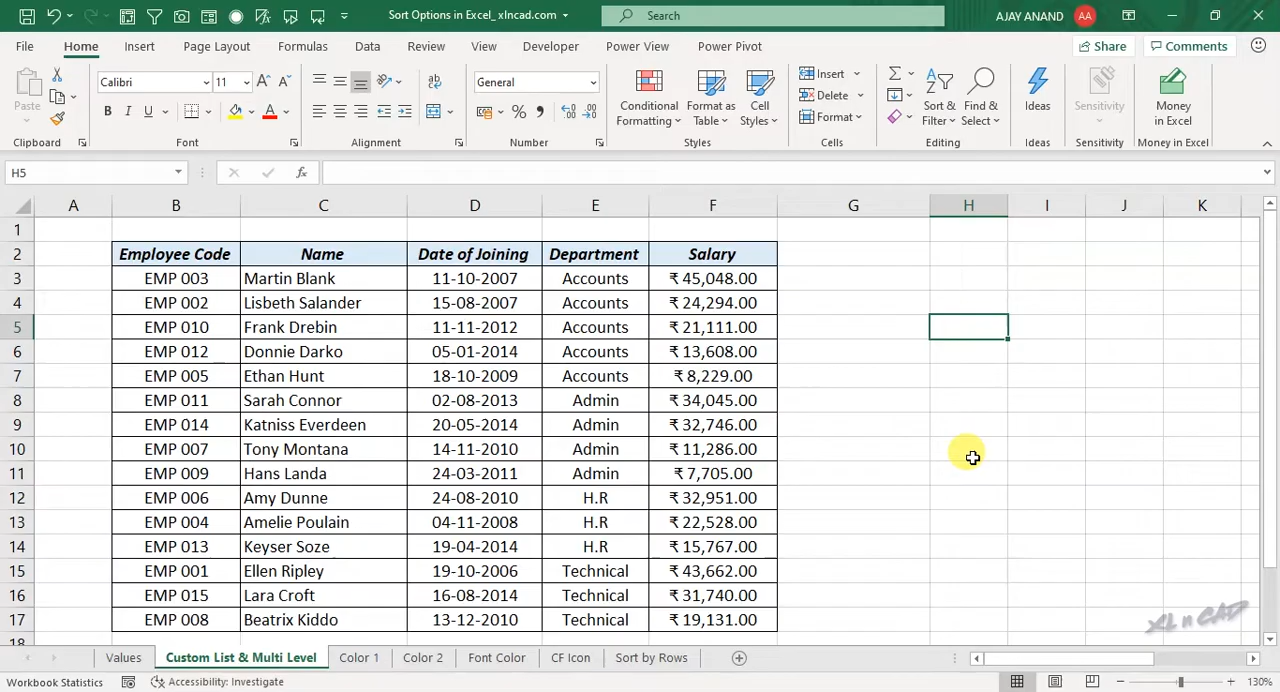 Sort Options in Excel_xlncad.com
Search
AJAY ANAND AA
File Home Insert Page Layout Formulas Data Review View Developer Power View Power Pivot Share Comments
Paste Calibri 11 General Conditional Formatting Format as Table Cell Styles Insert Delete Format Sort & Filter Find & Select Ideas Sensitivity Money in Excel
Clipboard Font Alignment Number Styles Cells Editing Ideas Sensitivity Money in Excel
H5 fx
A B C D E F G H I J K
1
2 Employee Code Name Date of Joining Department Salary
3 EMP 003 Martin Blank 11-10-2007 Accounts ₹ 45,048.00
4 EMP 002 Lisbeth Salander 15-08-2007 Accounts ₹ 24,294.00
5 EMP 010 Frank Drebin 11-11-2012 Accounts ₹ 21,111.00
6 EMP 012 Donnie Darko 05-01-2014 Accounts ₹ 13,608.00
7 EMP 005 Ethan Hunt 18-10-2009 Accounts ₹ 8,229.00
8 EMP 011 Sarah Connor 02-08-2013 Admin ₹ 34,045.00
9 EMP 014 Katniss Everdeen 20-05-2014 Admin ₹ 32,746.00
10 EMP 007 Tony Montana 14-11-2010 Admin ₹ 11,286.00
11 EMP 009 Hans Landa 24-03-2011 Admin ₹ 7,705.00
12 EMP 006 Amy Dunne 24-08-2010 H.R ₹ 32,951.00
13 EMP 004 Amelie Poulain 04-11-2008 H.R ₹ 22,528.00
14 EMP 013 Keyser Soze 19-04-2014 H.R ₹ 15,767.00
15 EMP 001 Ellen Ripley 19-10-2006 Technical ₹ 43,662.00
16 EMP 015 Lara Croft 16-08-2014 Technical ₹ 31,740.00
17 EMP 008 Beatrix Kiddo 13-12-2010 Technical ₹ 19,131.00
18
XL n CAD
Values Custom List & Multi Level Color 1 Color 2 Font Color CF Icon Sort by Rows
Workbook Statistics Accessibility: Investigate 130%